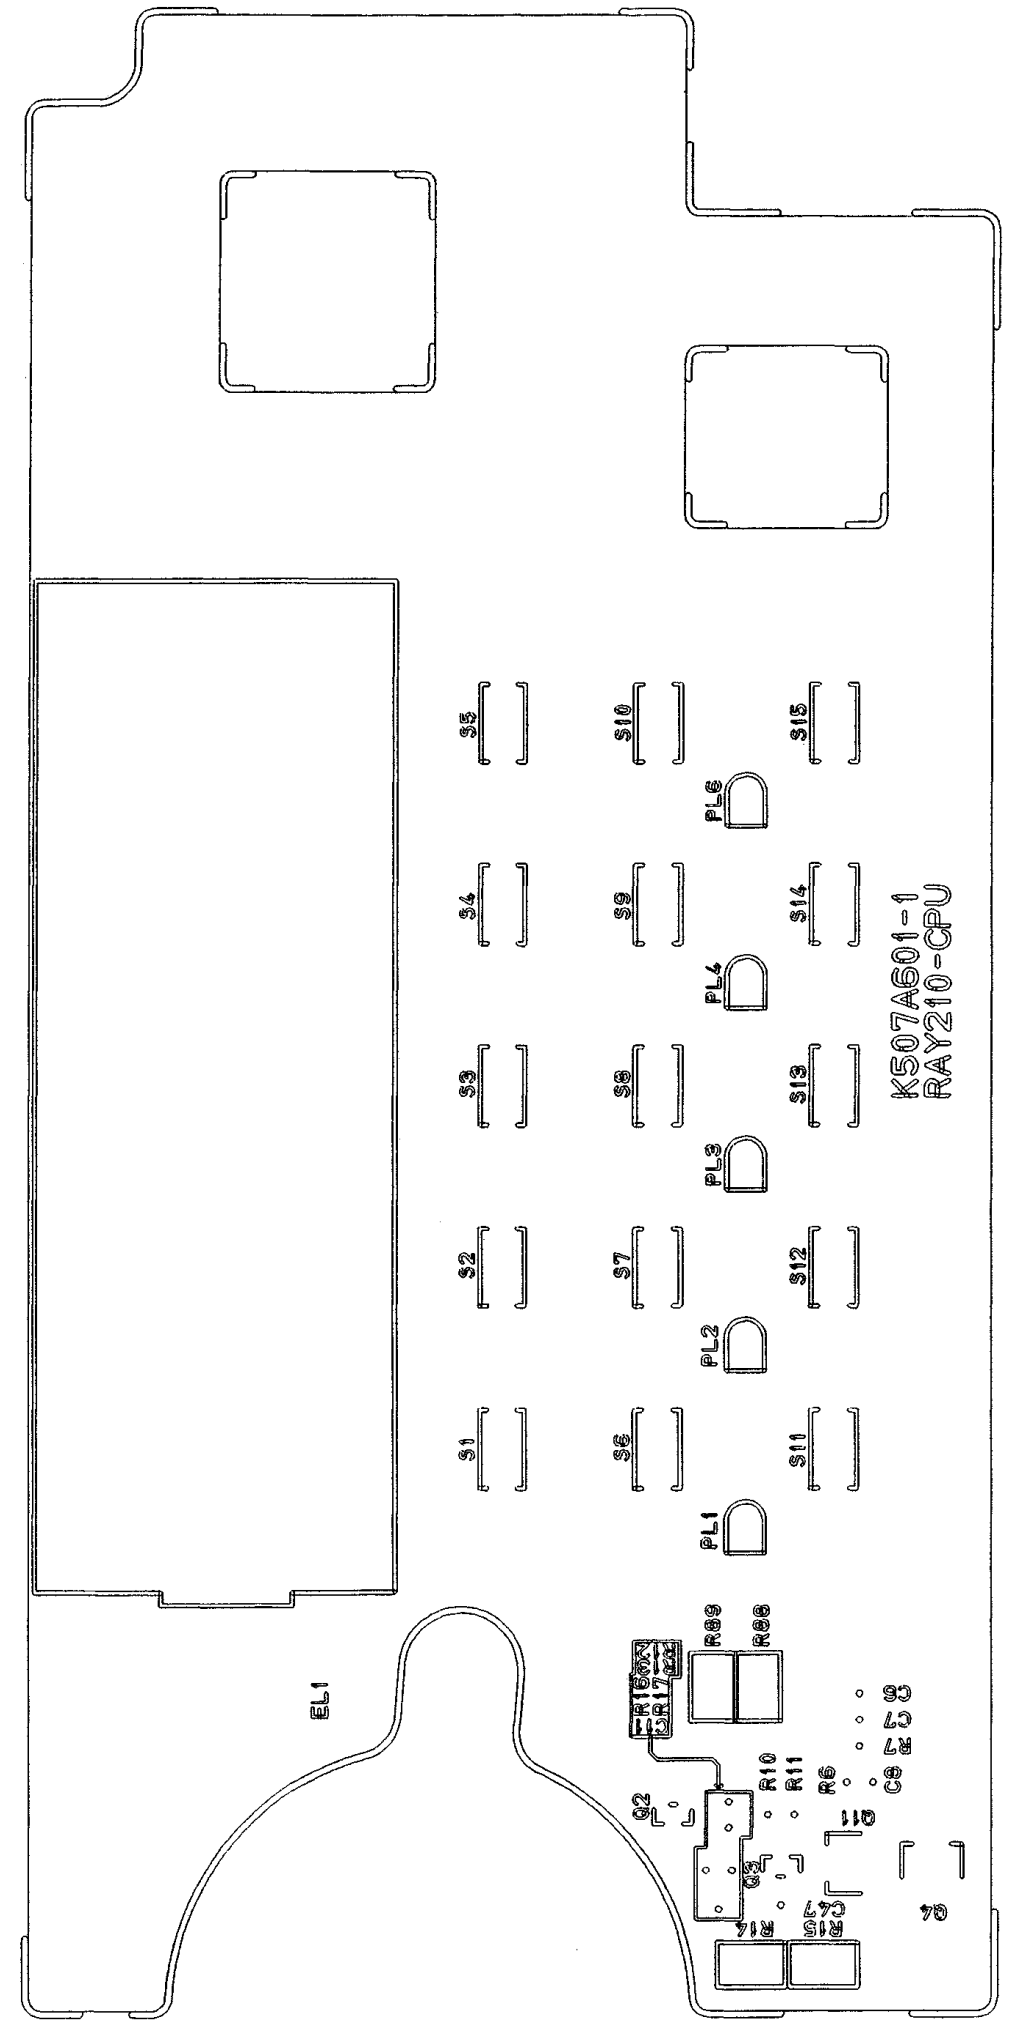 S5
S10
S15
PL6
S4
S9
S14
PL4
K507A601-1
RAY210-CPU
S3
S8
S13
PL3
S2
S7
S12
PL2
S1
S6
S11
PL1
R89
R88
EL1
R16
R17
C6
C7
R7
R10
R11
R6
C8
Q2
Q11
Q3
C47
Q4
R14
R15